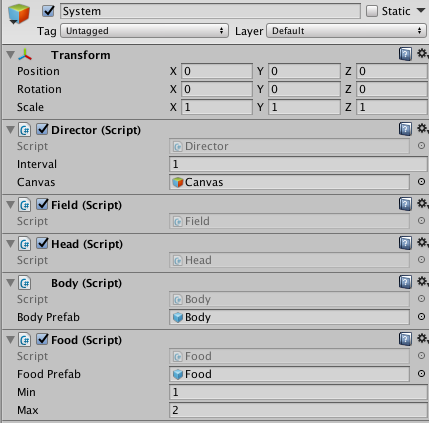 System Static
Tag Untagged Layer Default
Transform
Position X 0 Y 0 Z 0
Rotation X 0 Y 0 Z 0
Scale X 1 Y 1 Z 1
C# Director (Script)
Script Director
Interval 1
Canvas Canvas
C# Field (Script)
Script Field
C# Head (Script)
Script Head
C# Body (Script)
Script Body
Body Prefab Body
C# Food (Script)
Script Food
Food Prefab Food
Min 1
Max 2